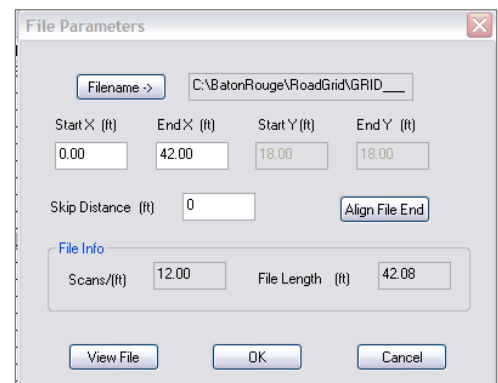 File Parameters
Filename -> C:\BatonRouge\RoadGrid\GRID___
Start X (ft) End X (ft) Start Y (ft) End Y (ft)
0.00 42.00 18.00 18.00
Skip Distance (ft) 0 Align File End
File Info
Scans/(ft) 12.00 File Length (ft) 42.08
View File OK Cancel